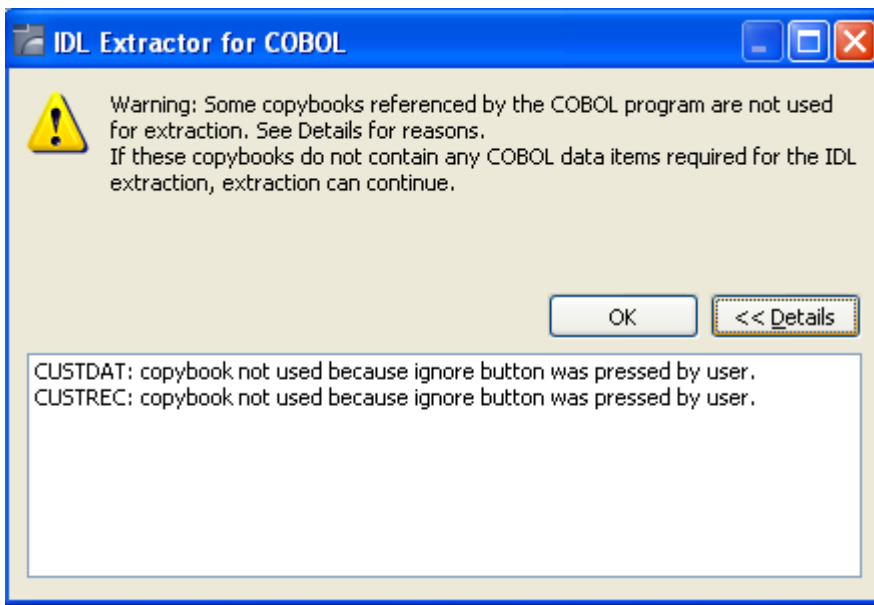 IDL Extractor for COBOL
Warning: Some copybooks referenced by the COBOL program are not used
for extraction. See Details for reasons.
If these copybooks do not contain any COBOL data items required for the IDL
extraction, extraction can continue.
OK
<< Details
CUSTDAT: copybook not used because ignore button was pressed by user.
CUSTREC: copybook not used because ignore button was pressed by user.